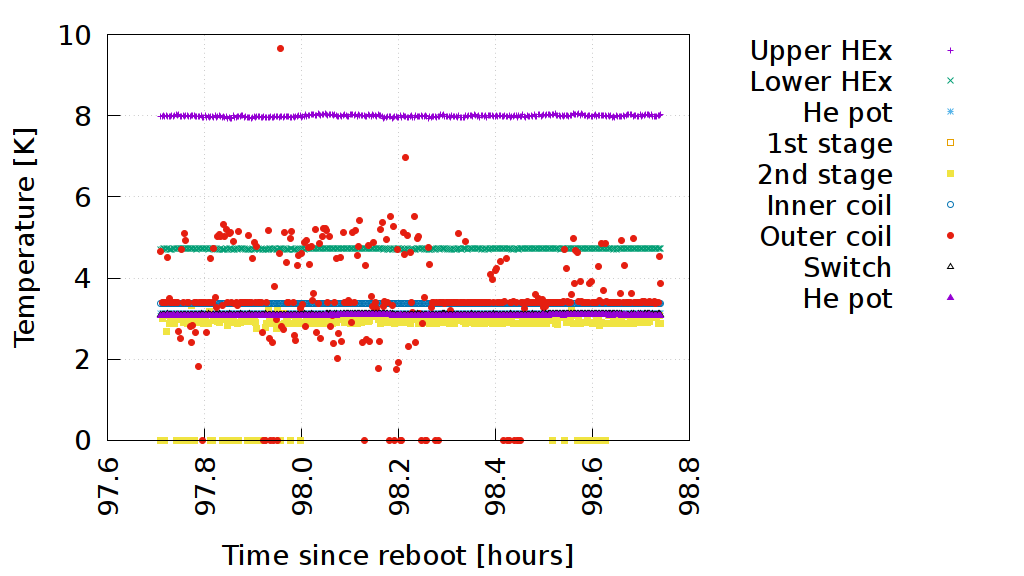 Temperature [K]
10
8
6
4
2
0
97.6
97.8
98.0
98.2
98.4
98.6
98.8
Time since reboot [hours]
Upper HEx
Lower HEx
He pot
1st stage
2nd stage
Inner coil
Outer coil
Switch
He pot